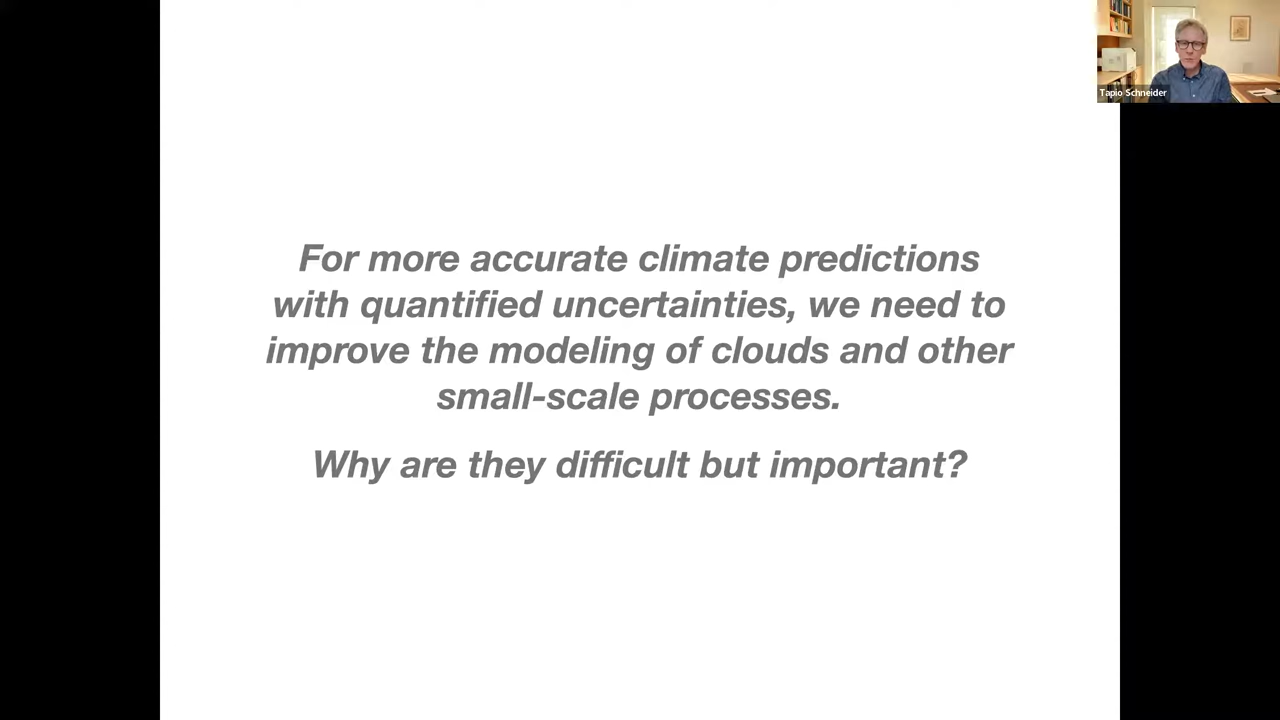 Tapio Schneider
For more accurate climate predictions
with quantified uncertainties, we need to
improve the modeling of clouds and other
small-scale processes.
Why are they difficult but important?